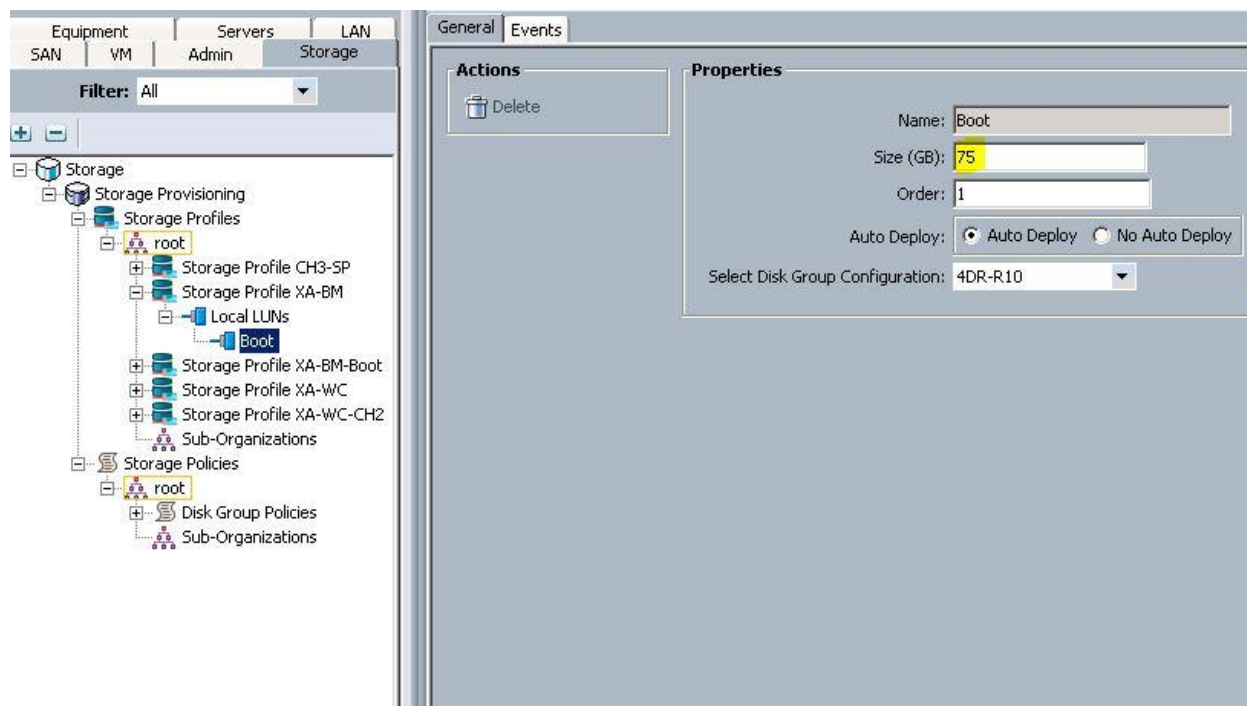 Equipment Servers LAN
SAN VM Admin Storage
Filter: All
Storage
Storage Provisioning
Storage Profiles
root
Storage Profile CH3-SP
Storage Profile XA-BM
Local LUNs
Boot
Storage Profile XA-BM-Boot
Storage Profile XA-WC
Storage Profile XA-WC-CH2
Sub-Organizations
Storage Policies
root
Disk Group Policies
Sub-Organizations
General Events
Actions
Delete
Properties
Name: Boot
Size (GB): 75
Order: 1
Auto Deploy: Auto Deploy No Auto Deploy
Select Disk Group Configuration: 4DR-R10